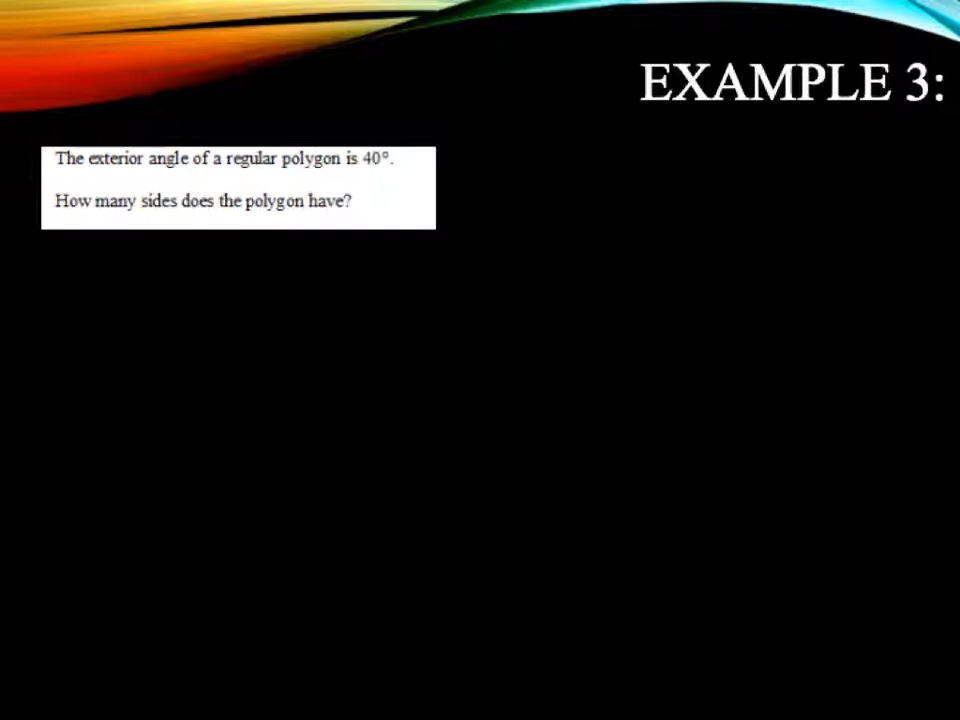 EXAMPLE 3:
The exterior angle of a regular polygon is 40°.
How many sides does the polygon have?